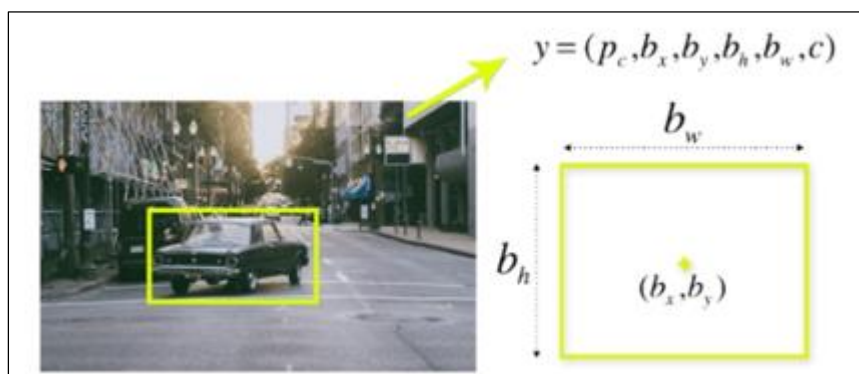 y = (p_c, b_x, b_y, b_h, b_w, c)
b_w
b_h
(b_x, b_y)